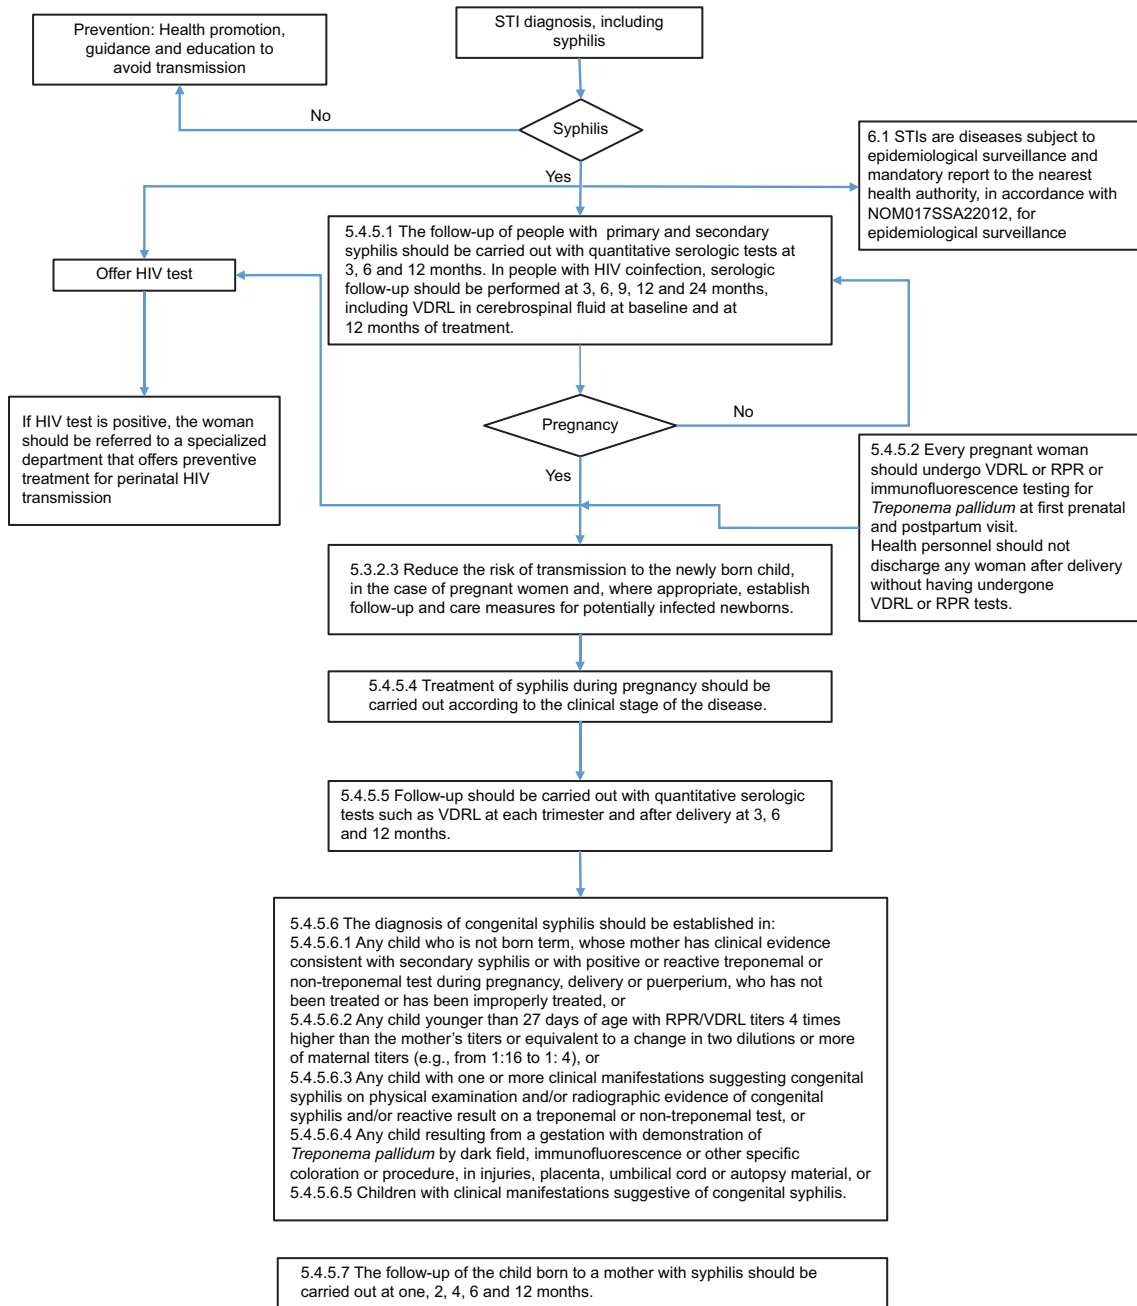 Prevention: Health promotion,
guidance and education to
avoid transmission
STI diagnosis, including
syphilis
No
Syphilis
6.1 STIs are diseases subject to
epidemiological surveillance and
mandatory report to the nearest
health authority, in accordance with
NOM017SSA22012, for
epidemiological surveillance
Yes
5.4.5.1 The follow-up of people with primary and secondary
syphilis should be carried out with quantitative serologic tests at
3, 6 and 12 months. In people with HIV coinfection, serologic
follow-up should be performed at 3, 6, 9, 12 and 24 months,
including VDRL in cerebrospinal fluid at baseline and at
12 months of treatment.
Offer HIV test
If HIV test is positive, the woman
should be referred to a specialized
department that offers preventive
treatment for perinatal HIV
transmission
Pregnancy
No
Yes
5.4.5.2 Every pregnant woman
should undergo VDRL or RPR or
immunofluorescence testing for
Treponema pallidum at first prenatal
and postpartum visit.
Health personnel should not
discharge any woman after delivery
without having undergone
VDRL or RPR tests.
5.3.2.3 Reduce the risk of transmission to the newly born child,
in the case of pregnant women and, where appropriate, establish
follow-up and care measures for potentially infected newborns.
5.4.5.4 Treatment of syphilis during pregnancy should be
carried out according to the clinical stage of the disease.
5.4.5.5 Follow-up should be carried out with quantitative serologic
tests such as VDRL at each trimester and after delivery at 3, 6
and 12 months.
5.4.5.6 The diagnosis of congenital syphilis should be established in:
5.4.5.6.1 Any child who is not born term, whose mother has clinical evidence
consistent with secondary syphilis or with positive or reactive treponemal or
non-treponemal test during pregnancy, delivery or puerperium, who has not
been treated or has been improperly treated, or
5.4.5.6.2 Any child younger than 27 days of age with RPR/VDRL titers 4 times
higher than the mother's titers or equivalent to a change in two dilutions or more
of maternal titers (e.g., from 1:16 to 1: 4), or
5.4.5.6.3 Any child with one or more clinical manifestations suggesting congenital
syphilis on physical examination and/or radiographic evidence of congenital
syphilis and/or reactive result on a treponemal or non-treponemal test, or
5.4.5.6.4 Any child resulting from a gestation with demonstration of
Treponema pallidum by dark field, immunofluorescence or other specific
coloration or procedure, in injuries, placenta, umbilical cord or autopsy material, or
5.4.5.6.5 Children with clinical manifestations suggestive of congenital syphilis.
5.4.5.7 The follow-up of the child born to a mother with syphilis should be
carried out at one, 2, 4, 6 and 12 months.